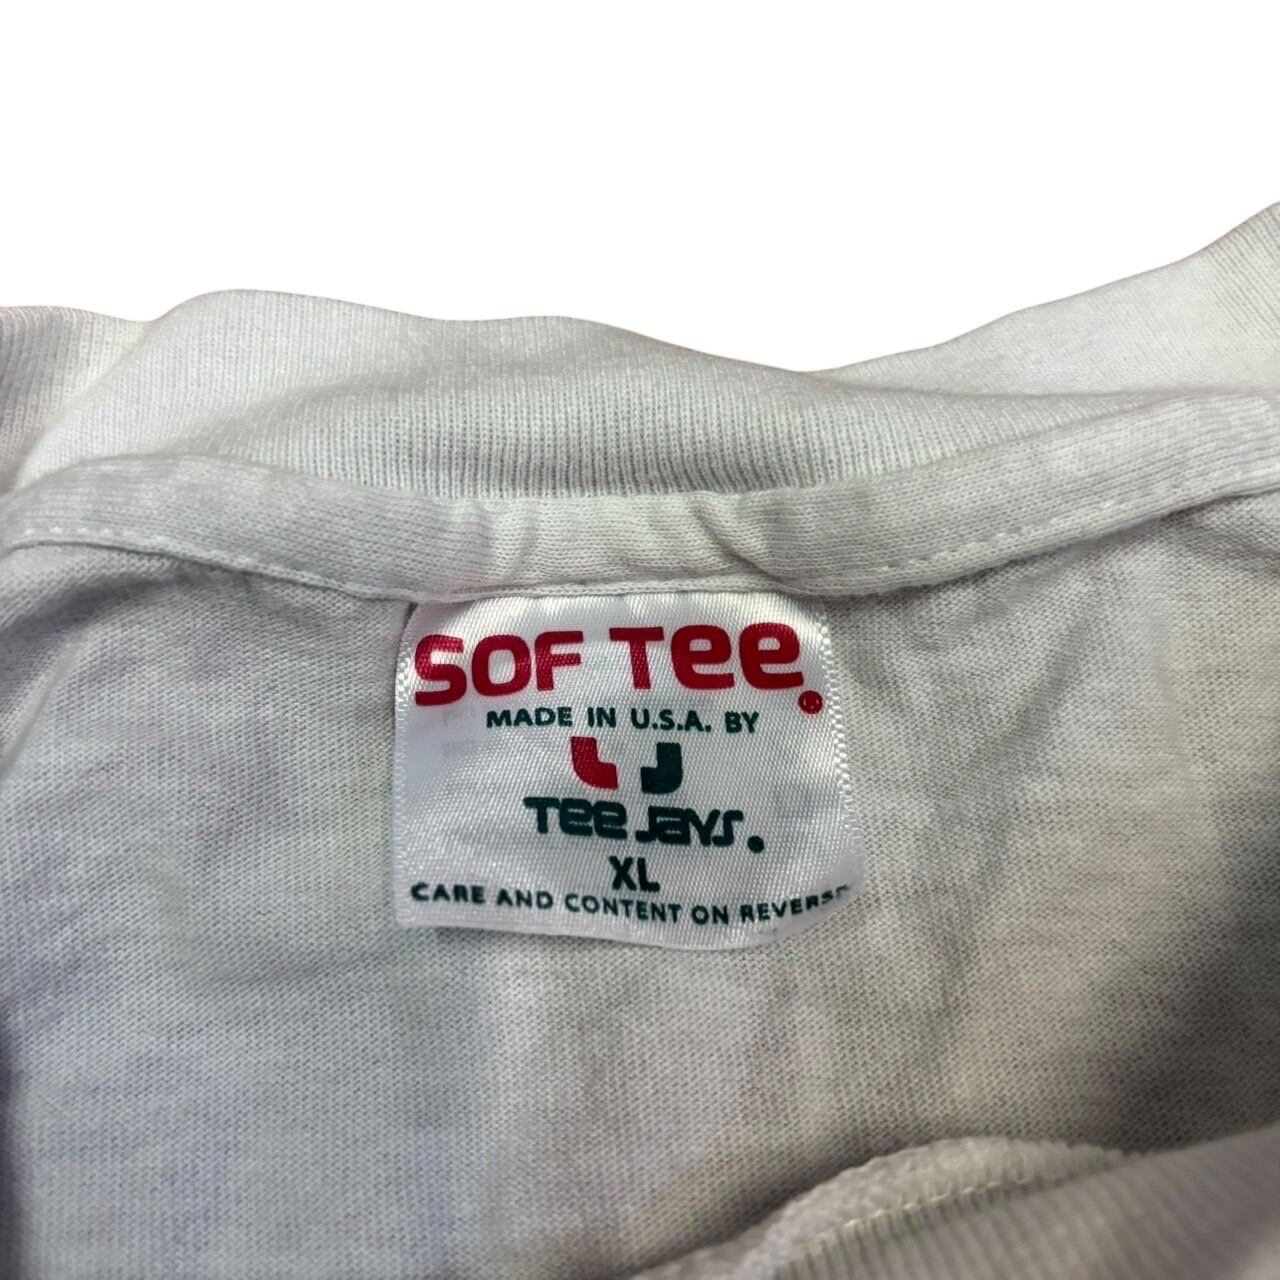 SOF TEE.®
MADE IN U.S.A. BY
TEE JAYS.
XL
CARE AND CONTENT ON REVERSE